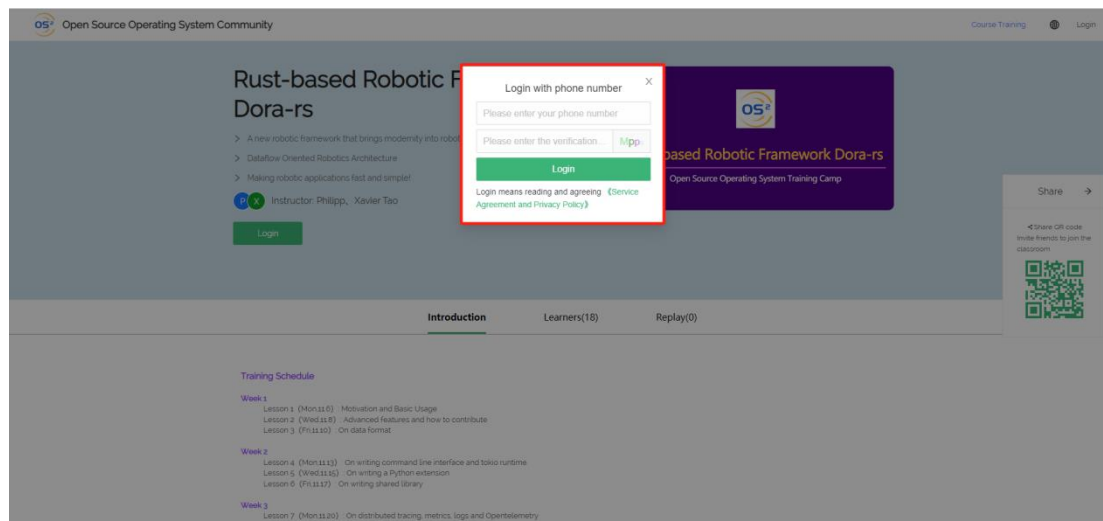 OS²
Open Source Operating System Community
Course Training
Login
Rust-based Robotic F
Dora-rs
> A new robotic framework that brings modernity into robot
> Dataflow Oriented Robotics Architecture
> Making robotic applications fast and simple!
P X Instructor: Philipp、Xavier Tao
Login
Login with phone number
X
Please enter your phone number
Please enter the verification...
Login
Login means reading and agreeing 《Service
Agreement and Privacy Policy》
OS²
based Robotic Framework Dora-rs
Open Source Operating System Training Camp
Share →
Share QR code
Invite friends to join the
classroom
Introduction
Learners(18)
Replay(0)
Training Schedule
Week 1
Lesson 1 (Mon,11.6) : Motivation and Basic Usage
Lesson 2 (Wed,11.8) : Advanced features and how to contribute
Lesson 3 (Fri,11.10) : On data format
Week 2
Lesson 4 (Mon,11.13) : On writing command line interface and tokio runtime
Lesson 5 (Wed,11.15) : On writing a Python extension
Lesson 6 (Fri,11.17) : On writing shared library
Week 3
Lesson 7 (Mon,11.20) : On distributed tracing, metrics, logs and Opentelemetry